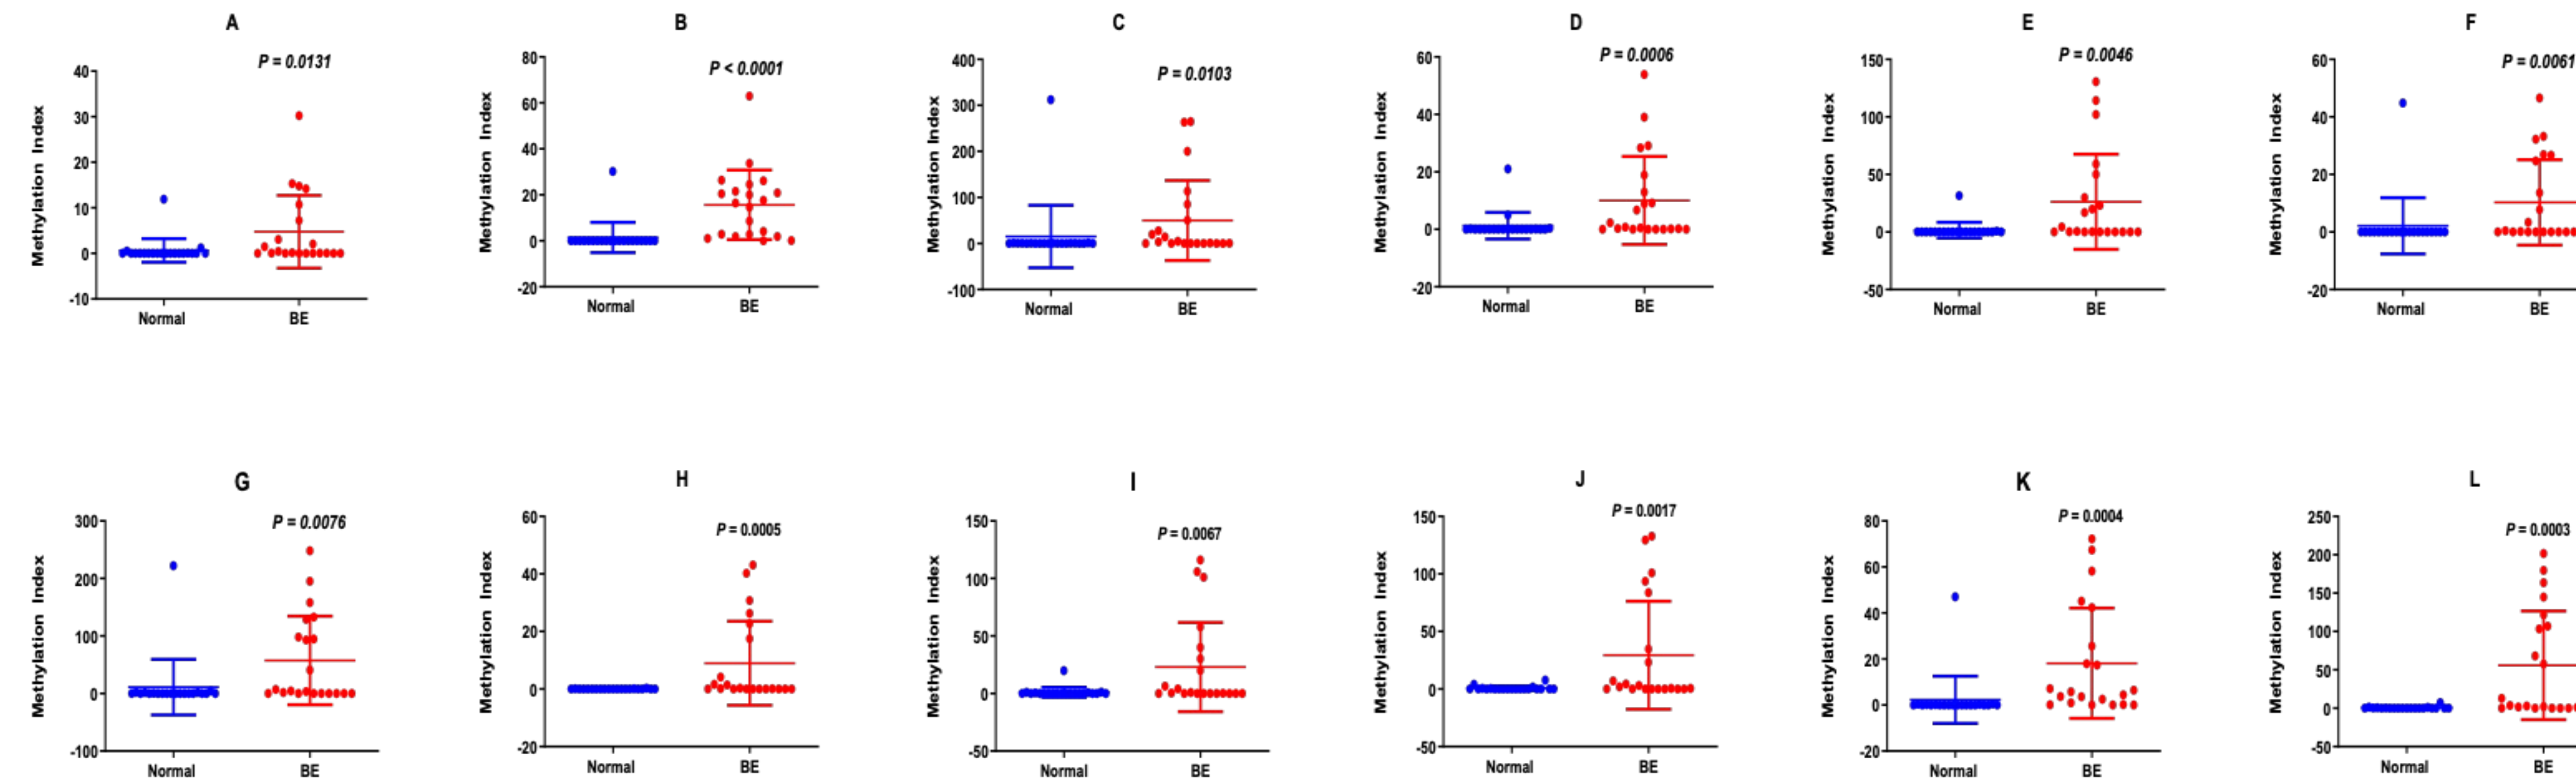 A
P = 0.0131
Methylation Index
40
30
20
10
0
-10
Normal BE
B
P < 0.0001
Methylation Index
80
60
40
20
0
-20
Normal BE
C
P = 0.0103
Methylation Index
400
300
200
100
0
-100
Normal BE
D
P = 0.0006
Methylation Index
60
40
20
0
-20
Normal BE
E
P = 0.0046
Methylation Index
150
100
50
0
-50
Normal BE
F
P = 0.0061
Methylation Index
60
40
20
0
-20
Normal BE
G
P = 0.0076
Methylation Index
300
200
100
0
-100
Normal BE
H
P = 0.0005
Methylation Index
60
40
20
0
-20
Normal BE
I
P = 0.0067
Methylation Index
150
100
50
0
-50
Normal BE
J
P = 0.0017
Methylation Index
150
100
50
0
-50
Normal BE
K
P = 0.0004
Methylation Index
80
60
40
20
0
-20
Normal BE
L
P = 0.0003
Methylation Index
250
200
150
100
50
0
-50
Normal BE